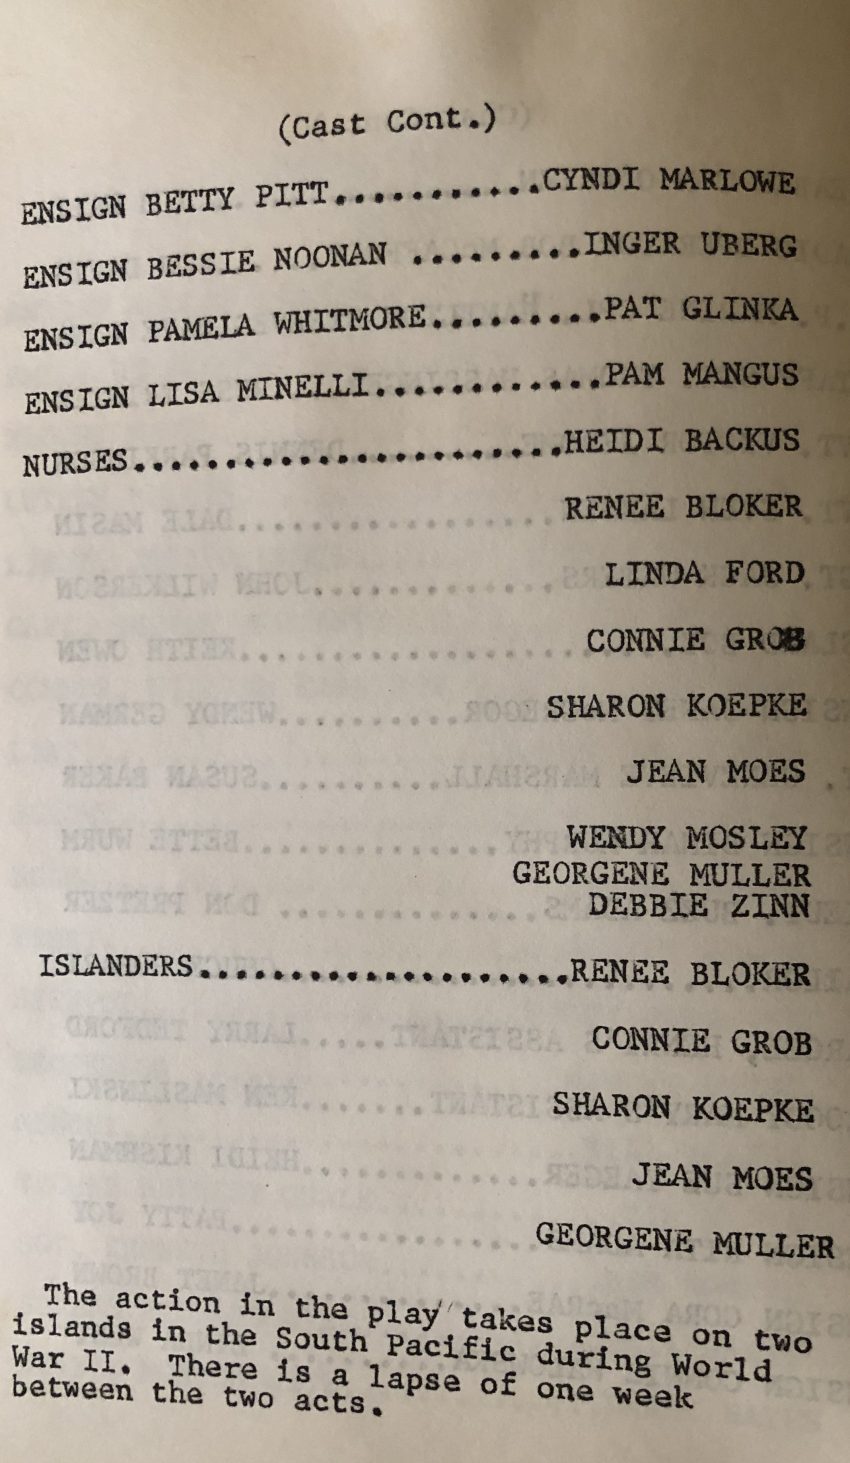 (Cast Cont.)
ENSIGN BETTY PITT...........CYNDI MARLOWE
ENSIGN BESSIE NOONAN .........INGER UBERG
ENSIGN PAMELA WHITMORE.........PAT GLINKA
ENSIGN LISA MINELLI............PAM MANGUS
NURSES.......................HEIDI BACKUS
RENEE BLOKER
LINDA FORD
CONNIE GROB
SHARON KOEPKE
JEAN MOES
WENDY MOSLEY
GEORGENE MULLER
DEBBIE ZINN
ISLANDERS....................RENEE BLOKER
CONNIE GROB
SHARON KOEPKE
JEAN MOES
GEORGENE MULLER
The action in the play takes place on two
islands in the South Pacific during World
War II. There is a lapse of one week
between the two acts.